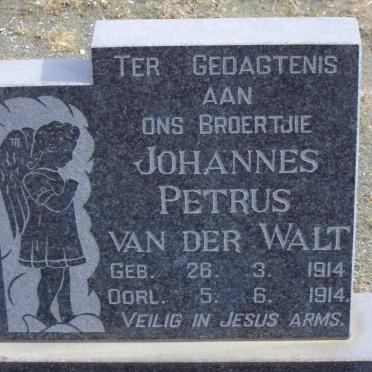 TER GEDAGTENIS
AAN
ONS BROERTJIE
JOHANNES
PETRUS
VAN DER WALT
GEB. 26. 3. 1914
OORL. 5. 6. 1914.
VEILIG IN JESUS ARMS.